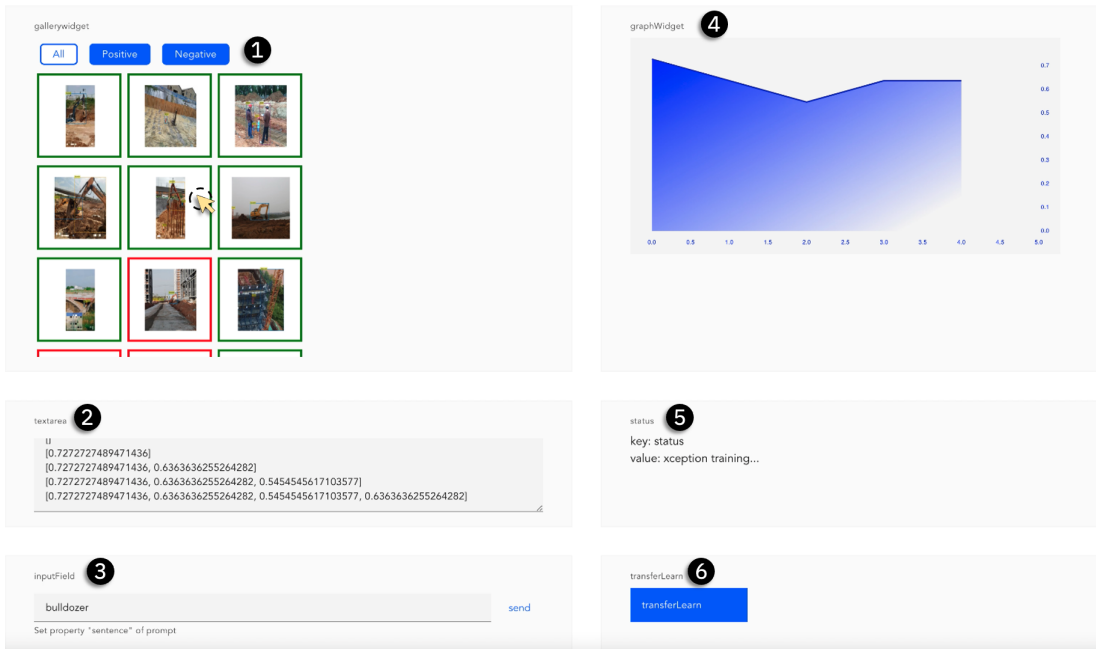 gallerywidget
All Positive Negative 1
graphWidget 4
0.7
0.6
0.5
0.4
0.3
0.2
0.1
0.0
0.0 0.5 1.0 1.5 2.0 2.5 3.0 3.5 4.0 4.5 5.0
textarea 2
[]
[0.7272727489471436]
[0.7272727489471436, 0.6363636255264282]
[0.7272727489471436, 0.6363636255264282, 0.5454545617103577]
[0.7272727489471436, 0.6363636255264282, 0.5454545617103577, 0.6363636255264282]
status 5
key: status
value: xception training...
inputField 3
bulldozer send
Set property "sentence" of prompt
transferLearn 6
transferLearn